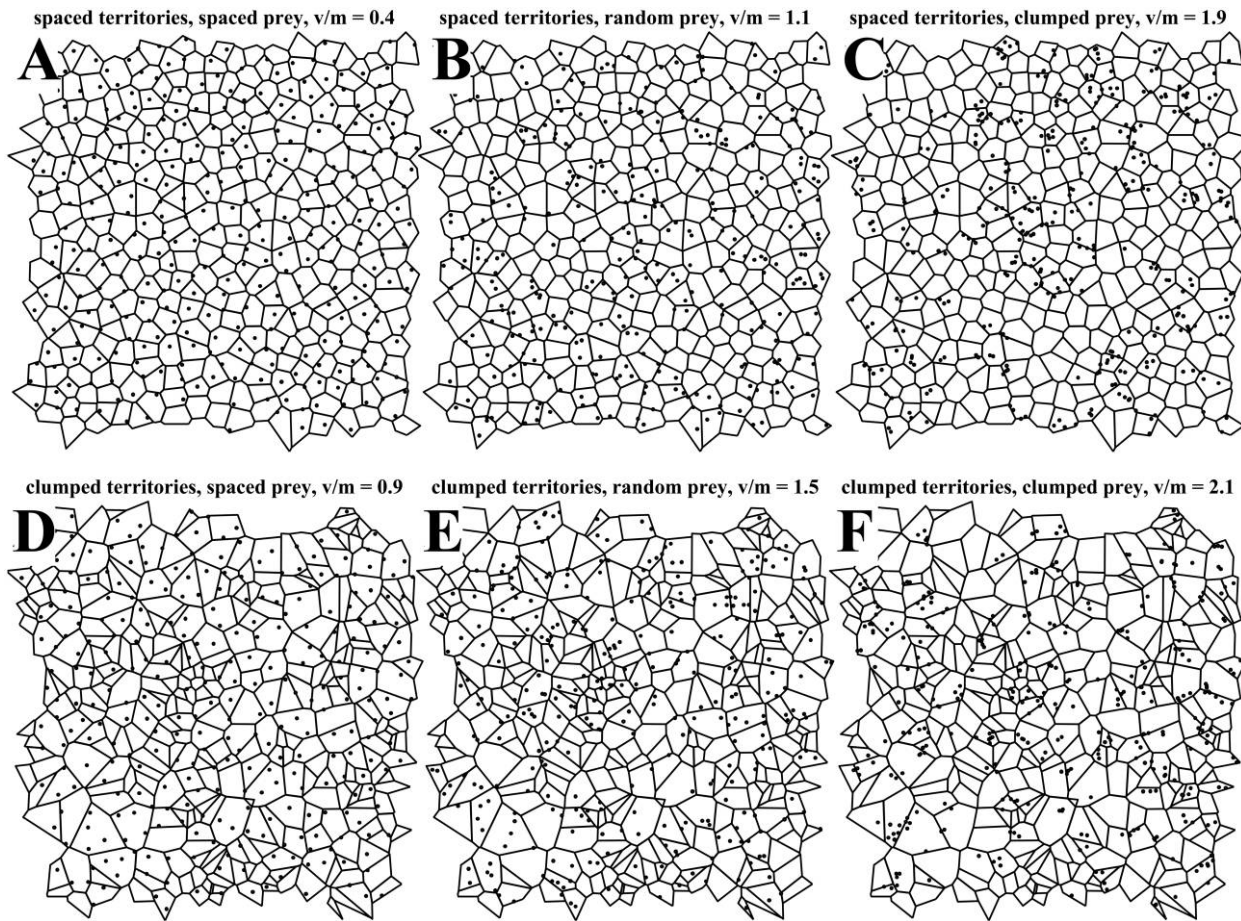 spaced territories, spaced prey, v/m = 0.4
spaced territories, random prey, v/m = 1.1
spaced territories, clumped prey, v/m = 1.9
A
B
C
clumped territories, spaced prey, v/m = 0.9
clumped territories, random prey, v/m = 1.5
clumped territories, clumped prey, v/m = 2.1
D
E
F